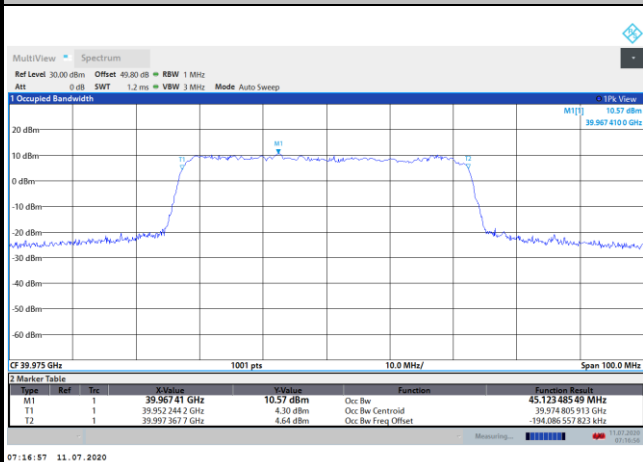 MultiView Spectrum
Ref Level 30.00 dBm Offset 49.80 dB RBW 1 MHz
Att 0 dB SWT 1.2 ms VBW 3 MHz Mode Auto Sweep
1 Occupied Bandwidth 1Pk View
M1[1] 10.57 dBm
39.967 410 0 GHz
20 dBm
M1
10 dBm
T1 T2
0 dBm
-10 dBm
-20 dBm
-30 dBm
-40 dBm
-50 dBm
-60 dBm
CF 39.975 GHz 1001 pts 10.0 MHz/ Span 100.0 MHz
2 Marker Table
Type Ref Trc X-Value Y-Value Function Function Result
M1 1 39.967 41 GHz 10.57 dBm Occ Bw 45.123 485 49 MHz
T1 1 39.952 244 2 GHz 4.30 dBm Occ Bw Centroid 39.974 805 913 GHz
T2 1 39.997 367 7 GHz 4.64 dBm Occ Bw Freq Offset -194.086 557 823 kHz
Measuring... 11.07.2020
07:16:56
07:16:57 11.07.2020